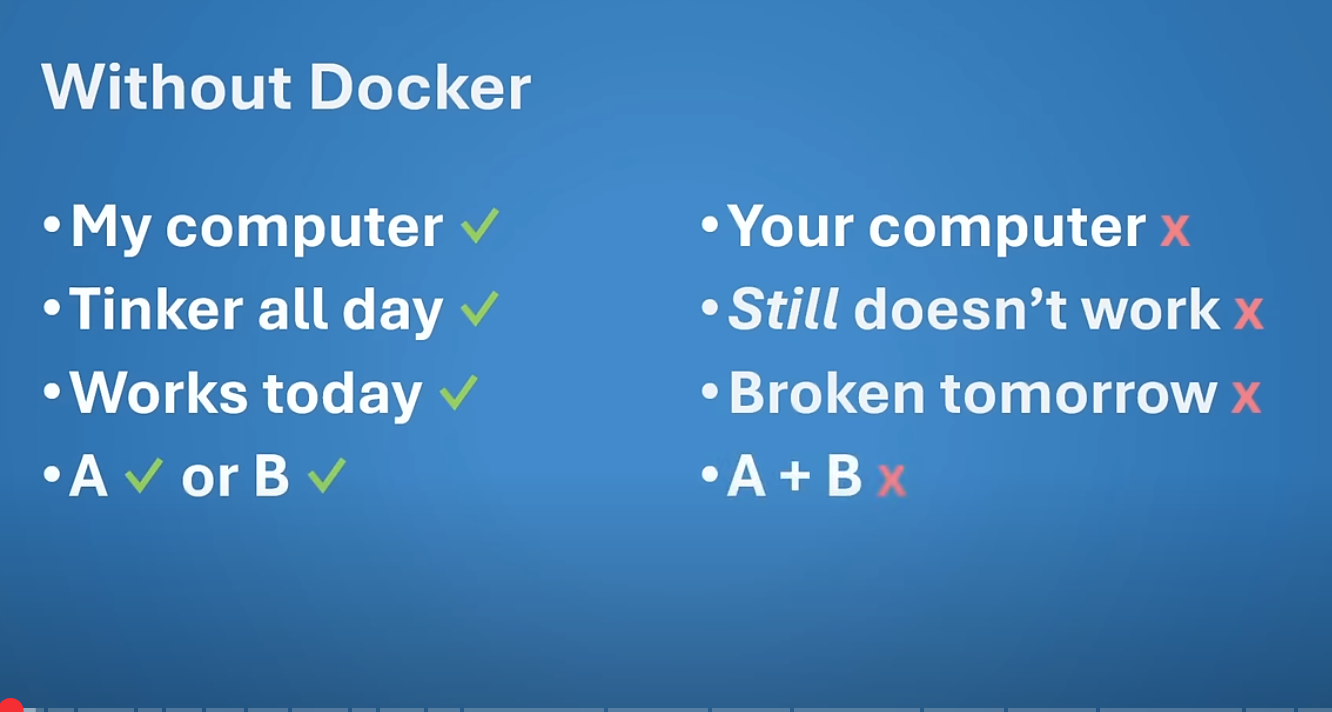 Without Docker
• My computer ✓
• Tinker all day ✓
• Works today ✓
• A ✓ or B ✓
• Your computer x
• Still doesn’t work x
• Broken tomorrow x
• A + B x